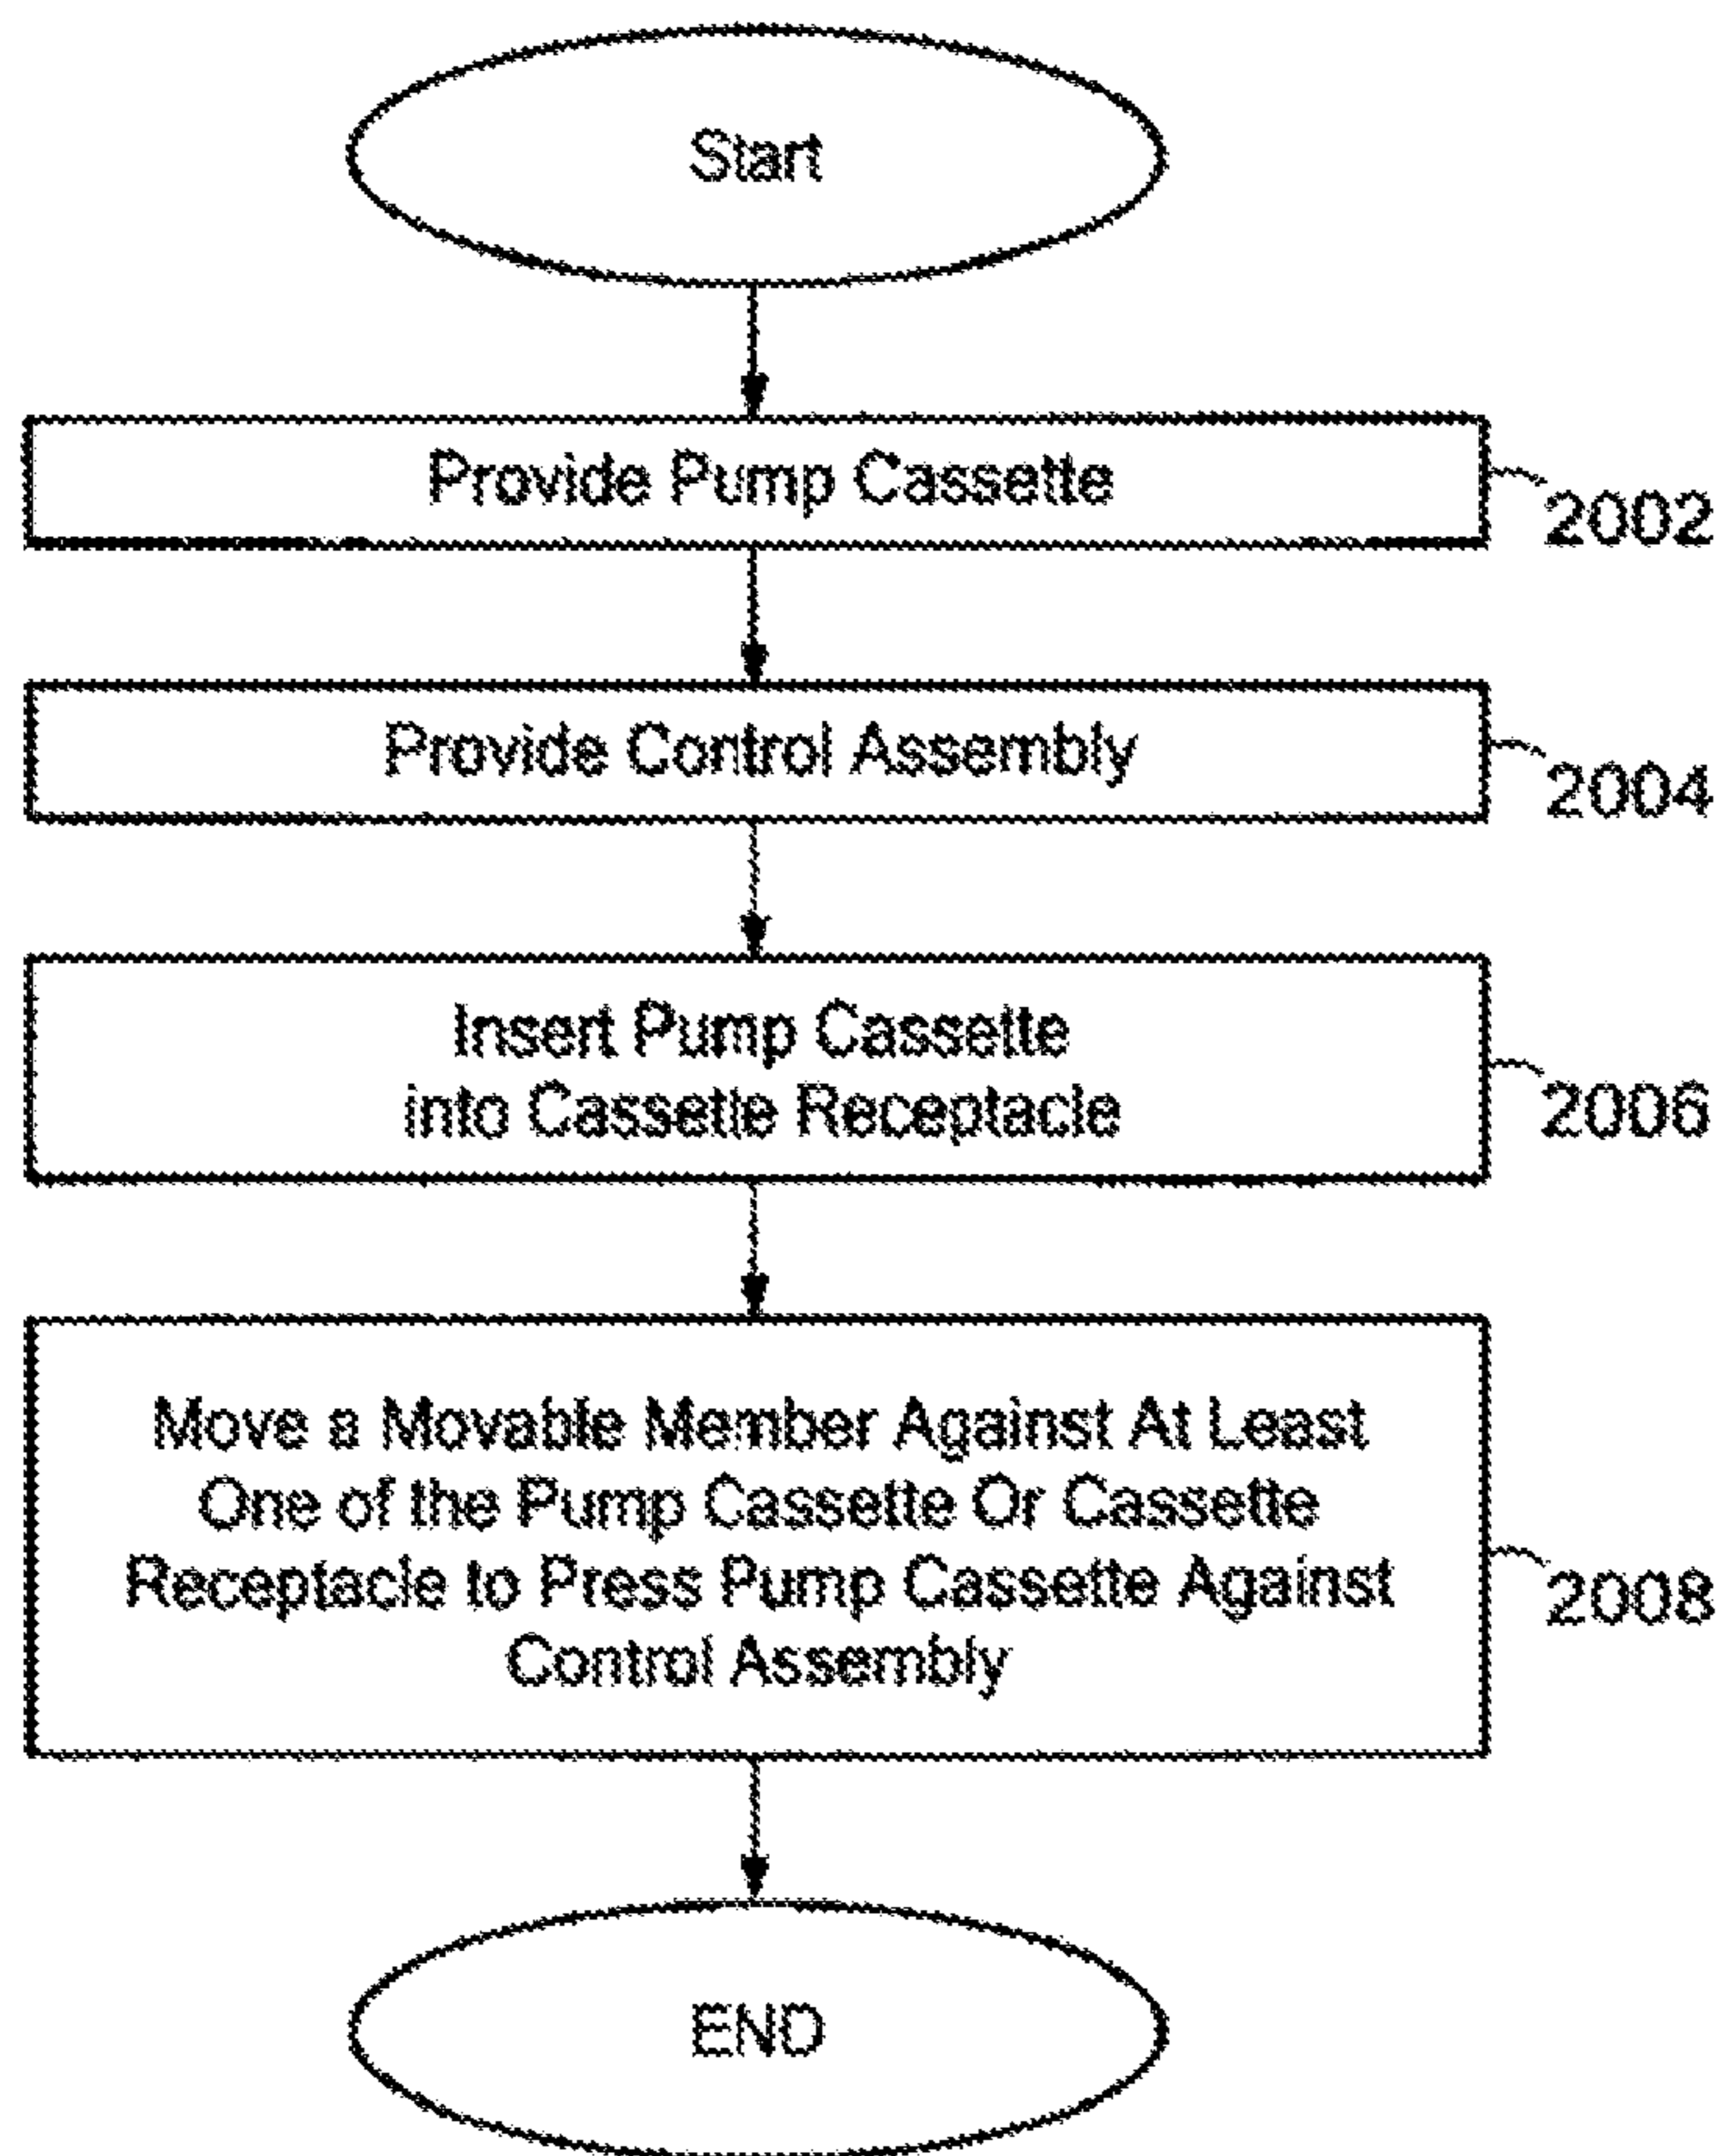 Start
Provide Pump Cassette
2002
Provide Control Assembly
2004
Insert Pump Cassette
into Cassette Receptacle
2006
Move a Movable Member Against At Least
One of the Pump Cassette Or Cassette
Receptacle to Press Pump Cassette Against
Control Assembly
2008
END